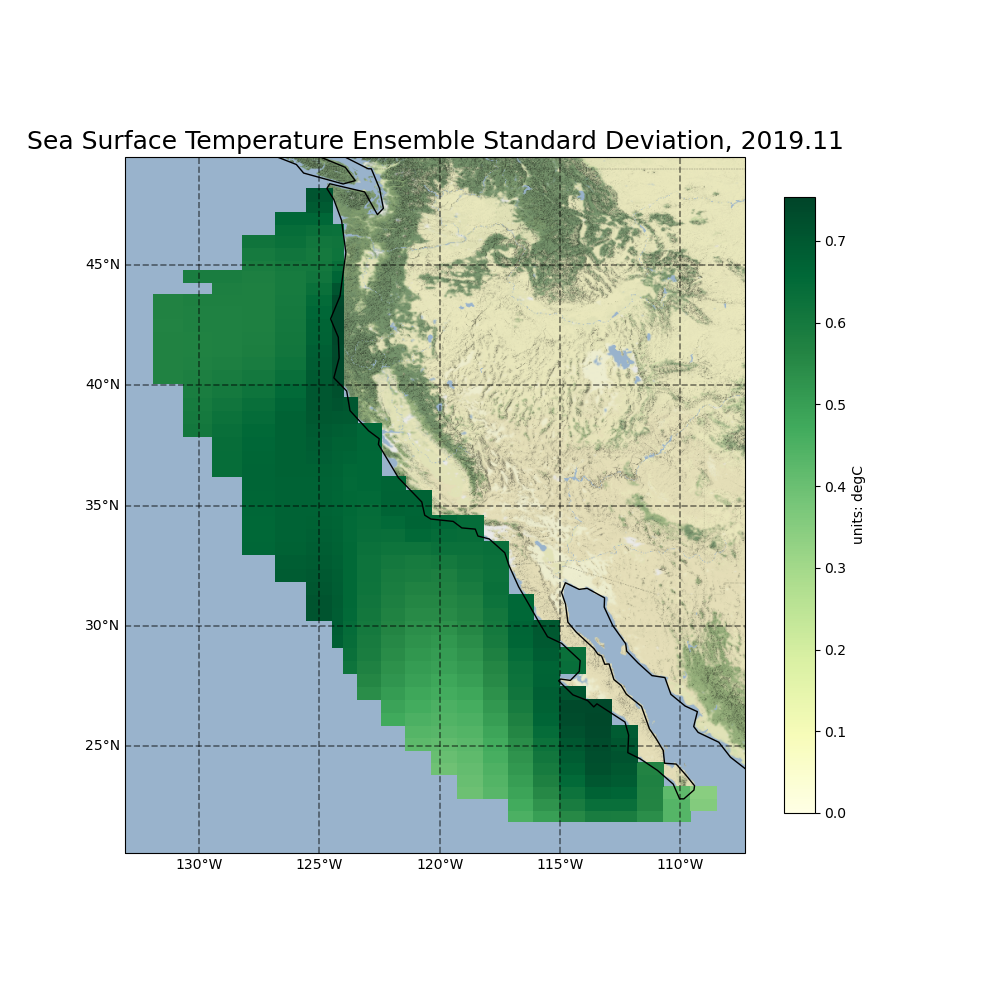 Sea Surface Temperature Ensemble Standard Deviation, 2019.11
45°N
40°N
35°N
30°N
25°N
130°W
125°W
120°W
115°W
110°W
0.7
0.6
0.5
0.4
0.3
0.2
0.1
0.0
units: degC